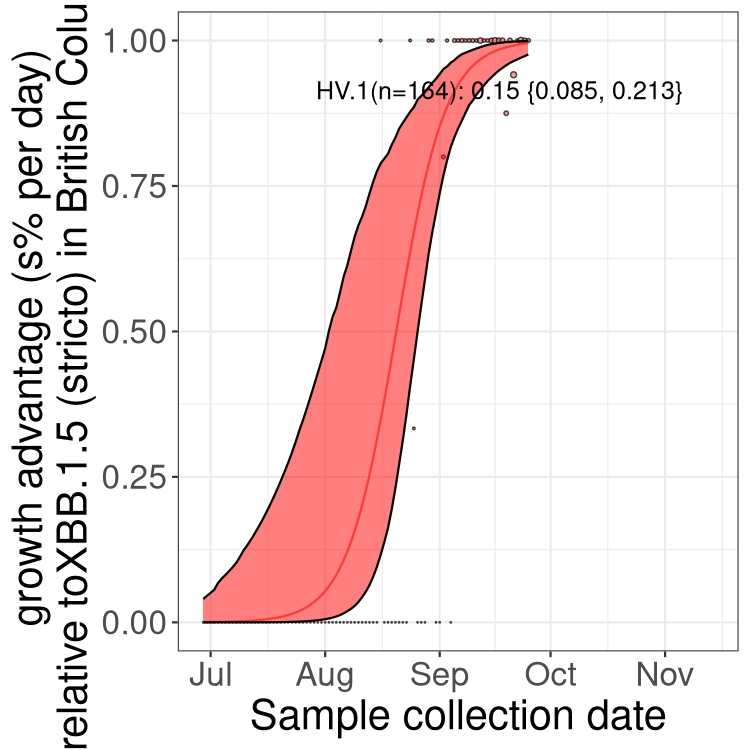 growth advantage (s% per day)
relative toXBB.1.5 (stricto) in British Colu
1.00
0.75
0.50
0.25
0.00
HV.1(n=164): 0.15 {0.085, 0.213}
Jul Aug Sep Oct Nov
Sample collection date